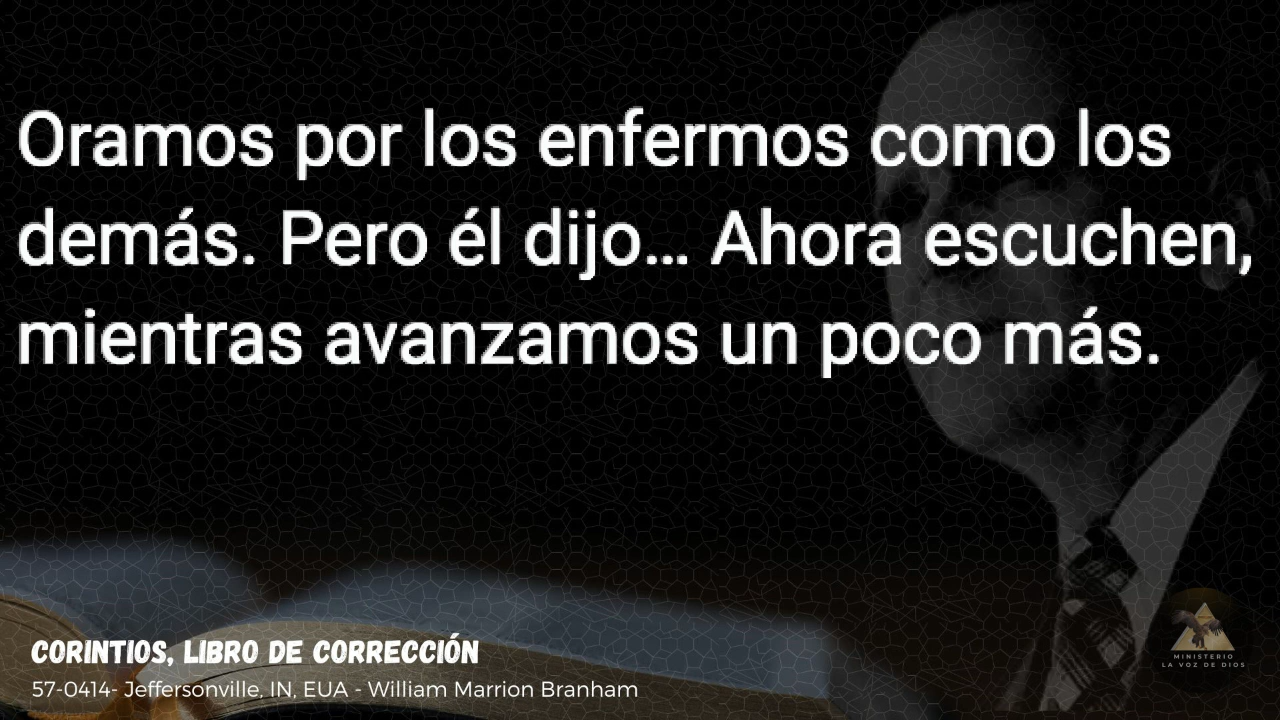 Oramos por los enfermos como los
demás. Pero él dijo… Ahora escuchen,
mientras avanzamos un poco más.
CORINTIOS, LIBRO DE CORRECCIÓN
57-0414- Jeffersonville, IN, EUA - William Marrion Branham
MINISTERIO
LA VOZ DE DIOS